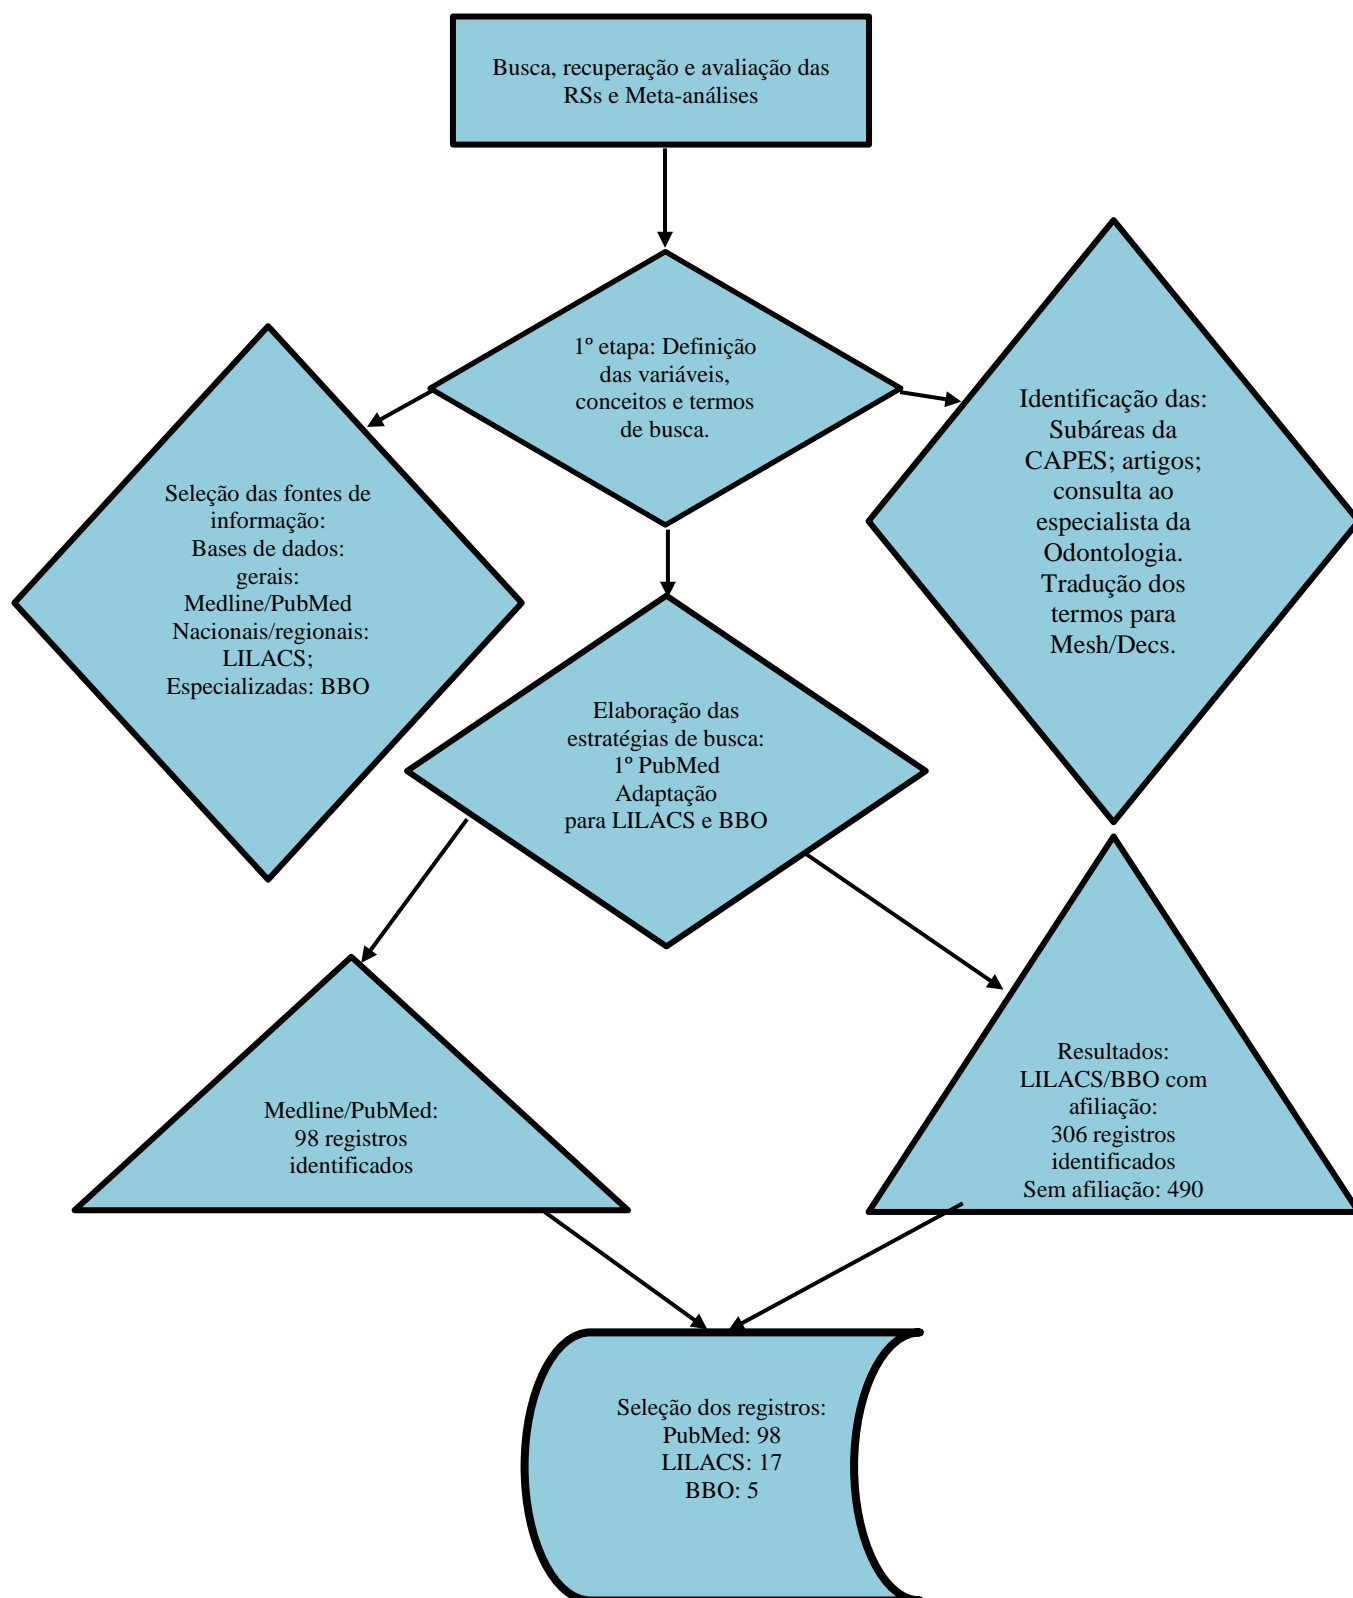 Busca, recuperação e avaliação das
RSs e Meta-análises
1º etapa: Definição
das variáveis,
conceitos e termos
de busca.
Seleção das fontes de
informação:
Bases de dados:
gerais:
Medline/PubMed
Nacionais/regionais:
LILACS;
Especializadas: BBO
Identificação das:
Subáreas da
CAPES; artigos;
consulta ao
especialista da
Odontologia.
Tradução dos
termos para
Mesh/Decs.
Elaboração das
estratégias de busca:
1º PubMed
Adaptação
para LILACS e BBO
Medline/PubMed:
98 registros
identificados
Resultados:
LILACS/BBO com
afiliação:
306 registros
identificados
Sem afiliação: 490
Seleção dos registros:
PubMed: 98
LILACS: 17
BBO: 5